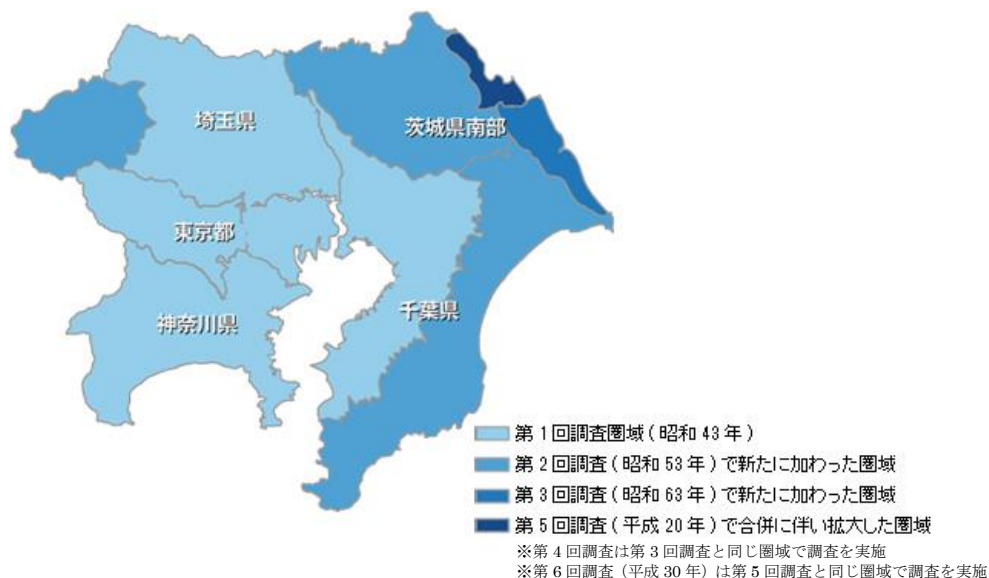 埼玉県
茨城県南部
東京都
千葉県
神奈川県
第1回調査圏域(昭和43年)
第2回調査(昭和53年)で新たに加わった圏域
第3回調査(昭和63年)で新たに加わった圏域
第5回調査(平成20年)で合併に伴い拡大した圏域
※第4回調査は第3回調査と同じ圏域で調査を実施
※第6回調査(平成30年)は第5回調査と同じ圏域で調査を実施